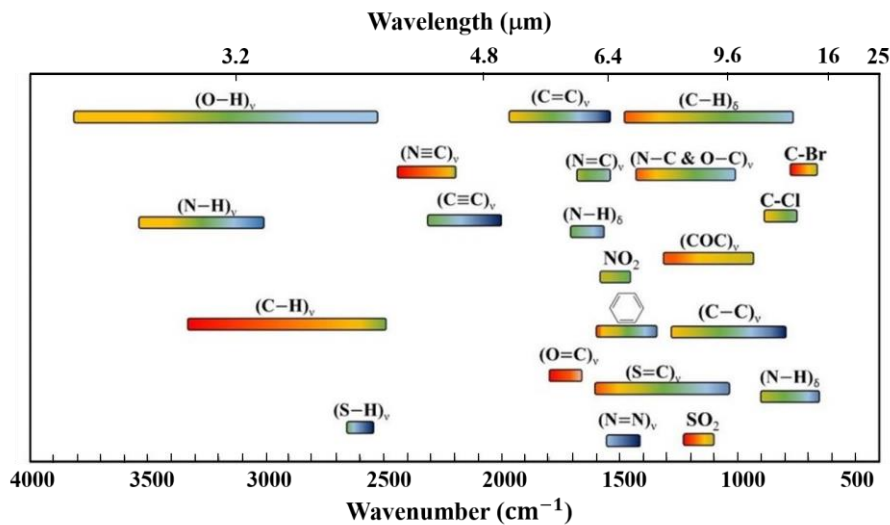 Wavelength (μm)
3.2 4.8 6.4 9.6 16 25
(O−H)ᵥ (C=C)ᵥ (C−H)δ
(N≡C)ᵥ (N=C)ᵥ (N−C & O−C)ᵥ C-Br
(N−H)ᵥ (C≡C)ᵥ (N−H)δ C-Cl
NO₂ (COC)ᵥ
(C−H)ᵥ (C−C)ᵥ
(O=C)ᵥ (S=C)ᵥ (N−H)δ
(S−H)ᵥ (N=N)ᵥ SO₂
4000 3500 3000 2500 2000 1500 1000 500
Wavenumber (cm⁻¹)